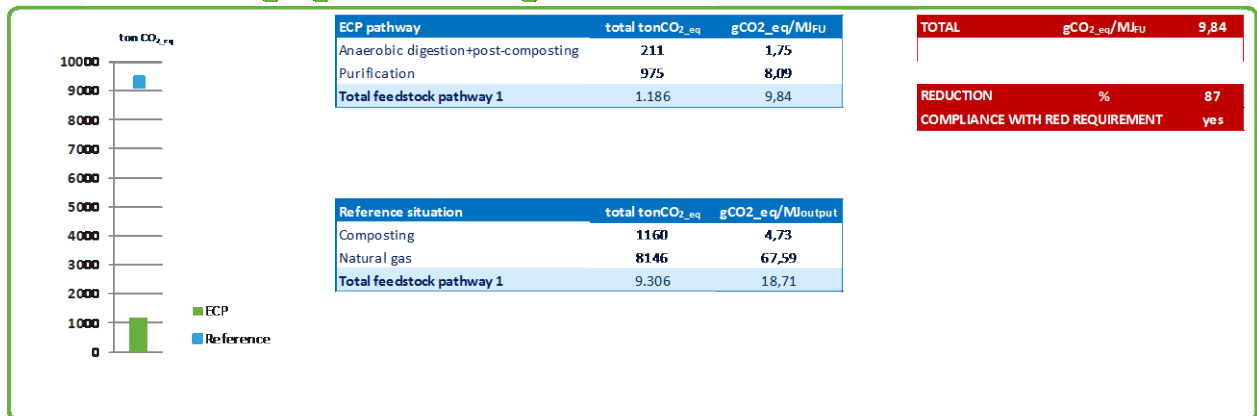 ton CO2_eq
10000
9000
8000
7000
6000
5000
4000
3000
2000
1000
0
ECP
Reference
ECP pathway total tonCO2_eq gCO2_eq/MJFU
Anaerobic digestion+post-composting 211 1,75
Purification 975 8,09
Total feedstock pathway 1 1.186 9,84
Reference situation total tonCO2_eq gCO2_eq/MJoutput
Composting 1160 4,73
Natural gas 8146 67,59
Total feedstock pathway 1 9.306 18,71
TOTAL gCO2_eq/MJFU 9,84
REDUCTION % 87
COMPLIANCE WITH RED REQUIREMENT yes